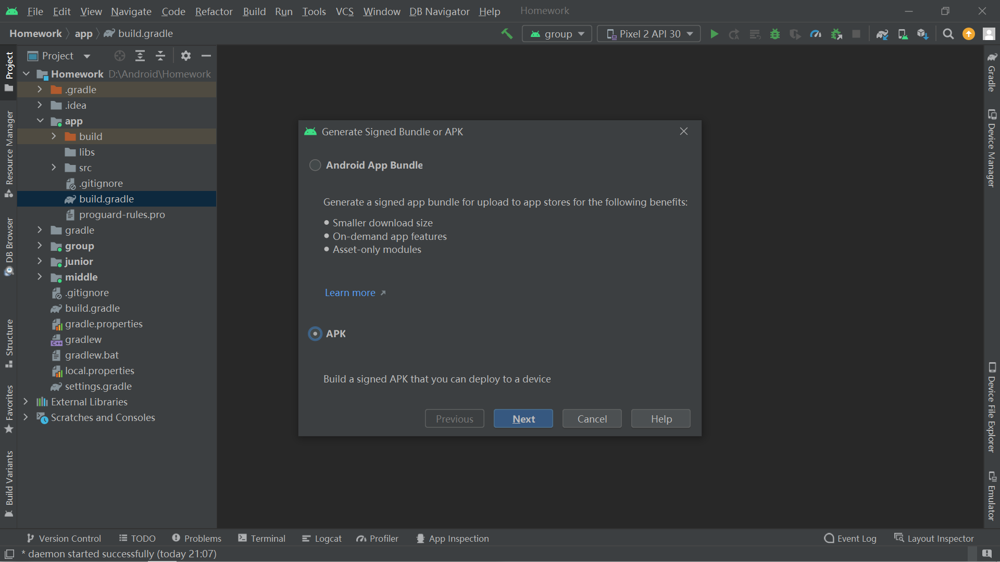 File Edit View Navigate Code Refactor Build Run Tools VCS Window DB Navigator Help Homework
Homework app build.gradle group Pixel 2 API 30
Project
Homework D:\Android\Homework
.gradle
.idea
app
build
libs
src
.gitignore
build.gradle
proguard-rules.pro
gradle
group
junior
middle
.gitignore
build.gradle
gradle.properties
C++ gradlew
gradlew.bat
local.properties
settings.gradle
External Libraries
Scratches and Consoles
Project
Resource Manager
DB Browser
Structure
Favorites
Build Variants
Generate Signed Bundle or APK
Android App Bundle
Generate a signed app bundle for upload to app stores for the following benefits:
Smaller download size
On-demand app features
Asset-only modules
Learn more
APK
Build a signed APK that you can deploy to a device
Previous Next Cancel Help
Gradle
Device Manager
Device File Explorer
Emulator
Version Control TODO Problems Terminal Logcat Profiler App Inspection Event Log Layout Inspector
* daemon started successfully (today 21:07)